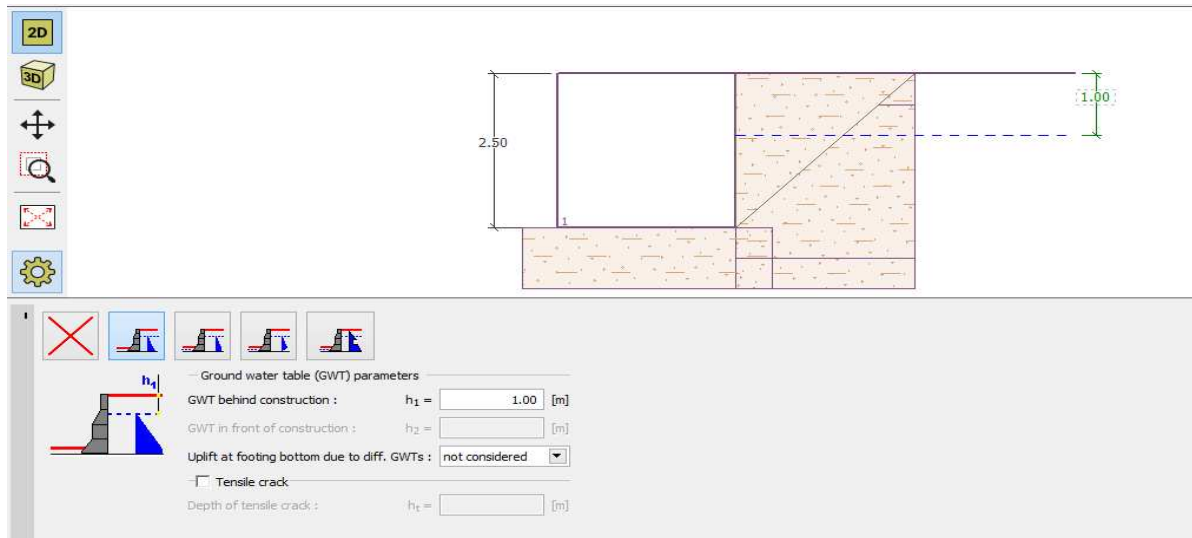 2D
3D
2.50
1.00
1
Ground water table (GWT) parameters
GWT behind construction : h1 = 1.00 [m]
GWT in front of construction : h2 = [m]
Uplift at footing bottom due to diff. GWTs : not considered
Tensile crack
Depth of tensile crack : ht = [m]
h1